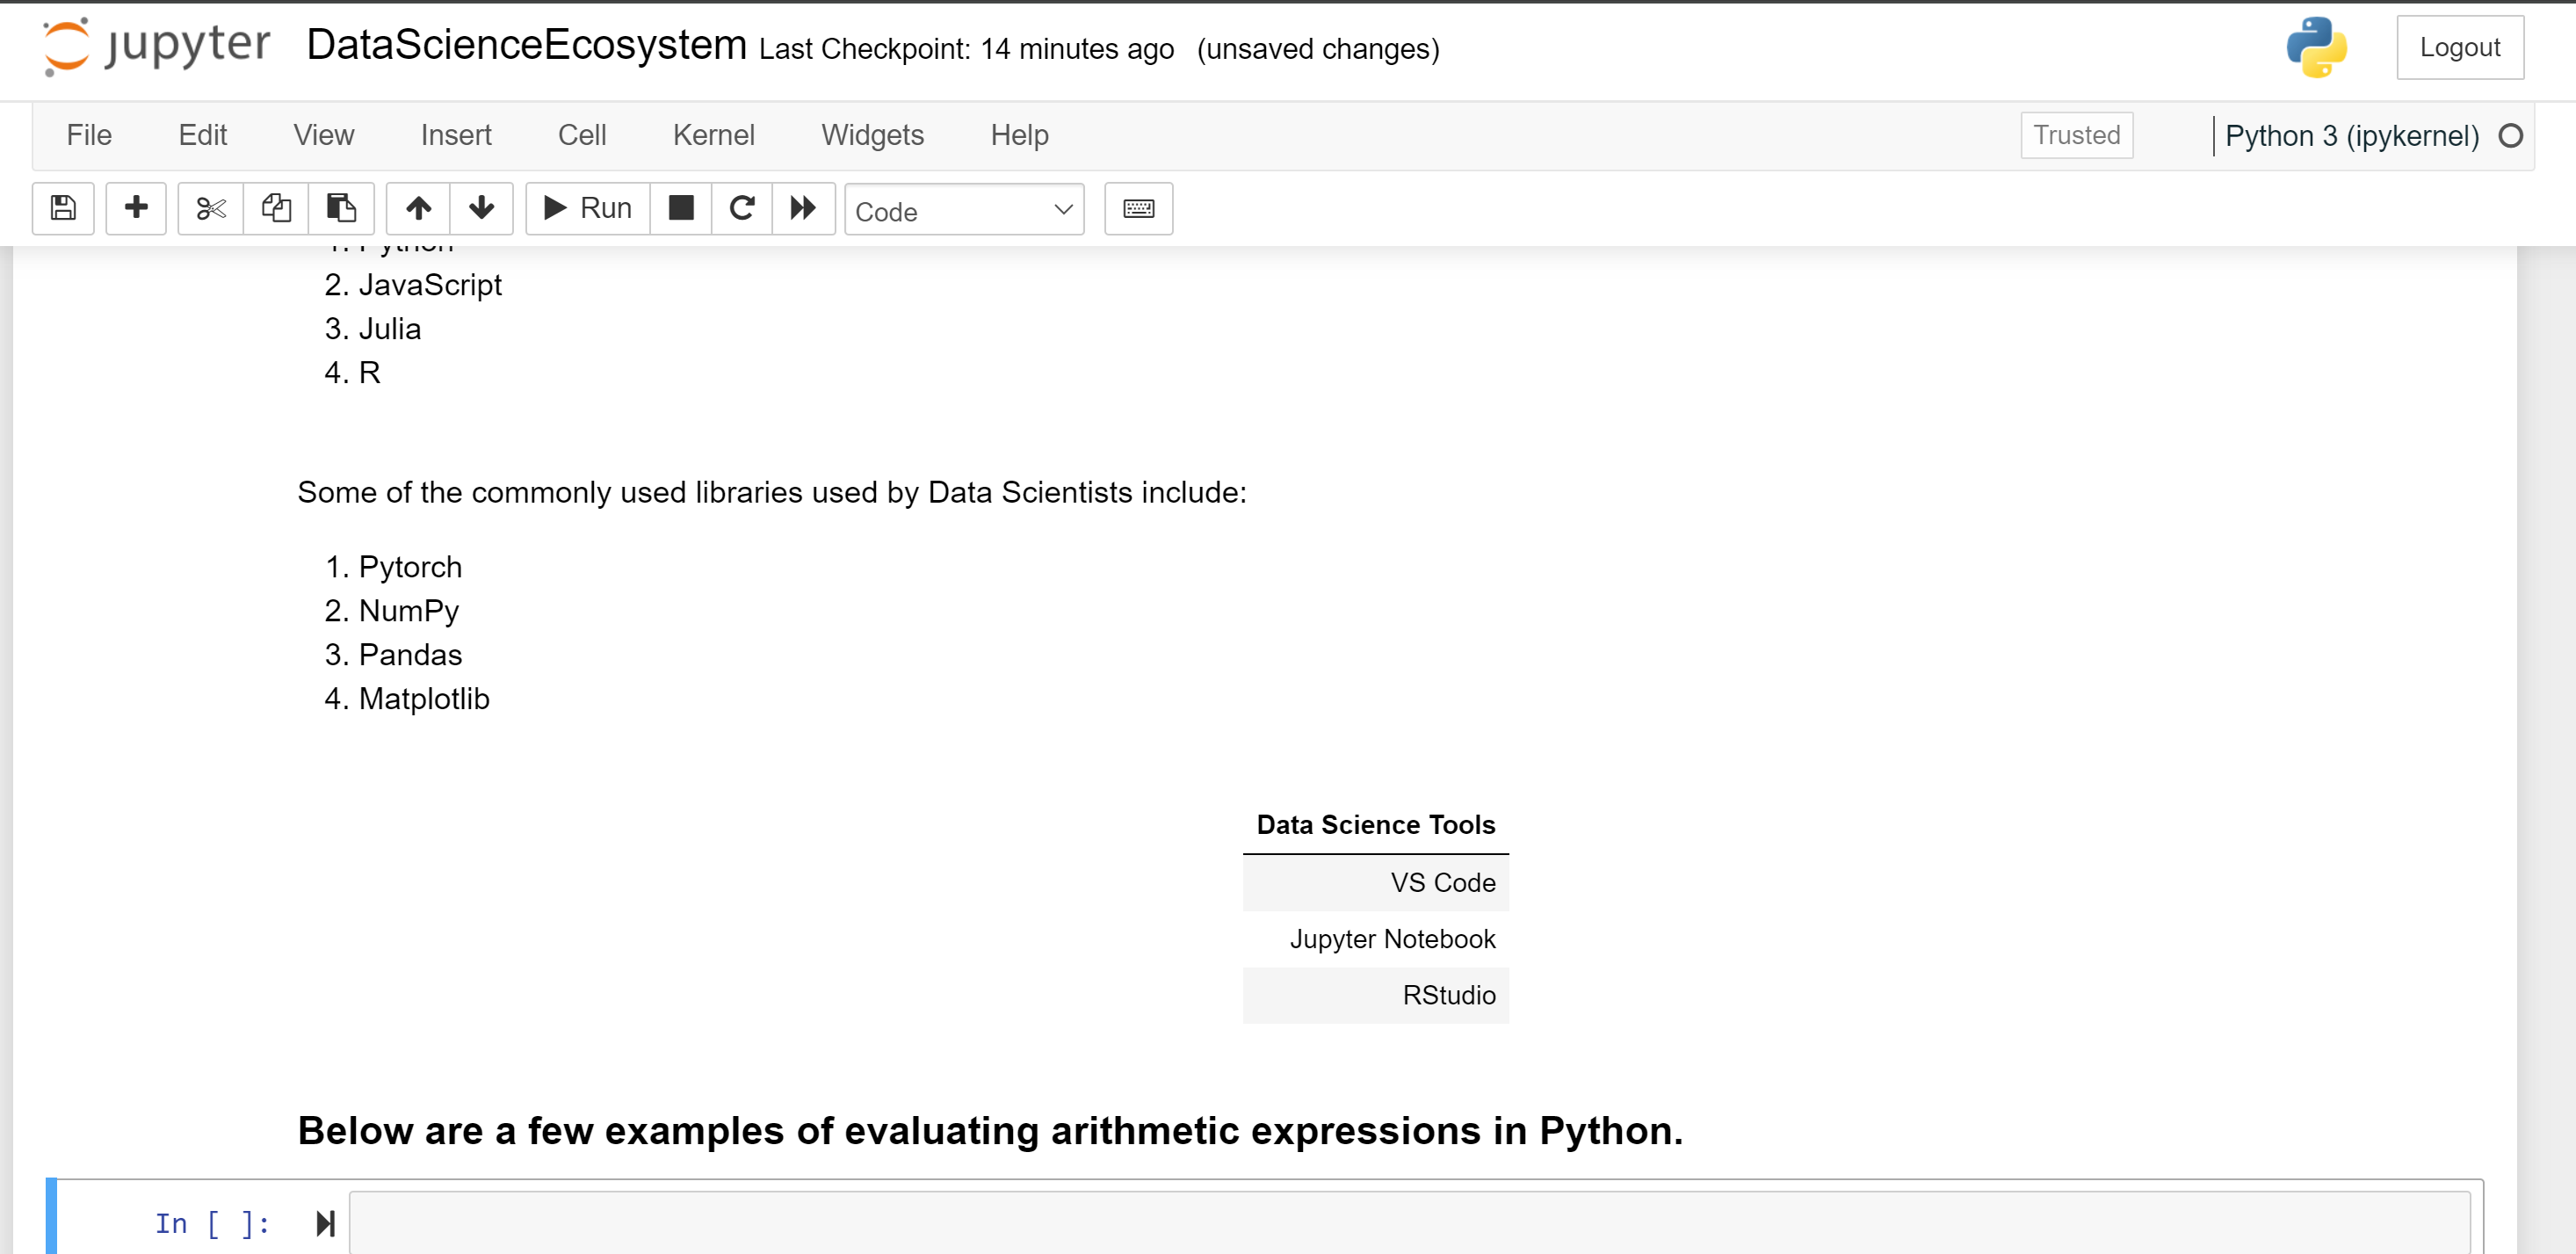 jupyter DataScienceEcosystem Last Checkpoint: 14 minutes ago (unsaved changes) Logout
File Edit View Insert Cell Kernel Widgets Help Trusted Python 3 (ipykernel)
Run Code
1. Python
2. JavaScript
3. Julia
4. R
Some of the commonly used libraries used by Data Scientists include:
1. Pytorch
2. NumPy
3. Pandas
4. Matplotlib
Data Science Tools
VS Code
Jupyter Notebook
RStudio
Below are a few examples of evaluating arithmetic expressions in Python.
In [ ]: